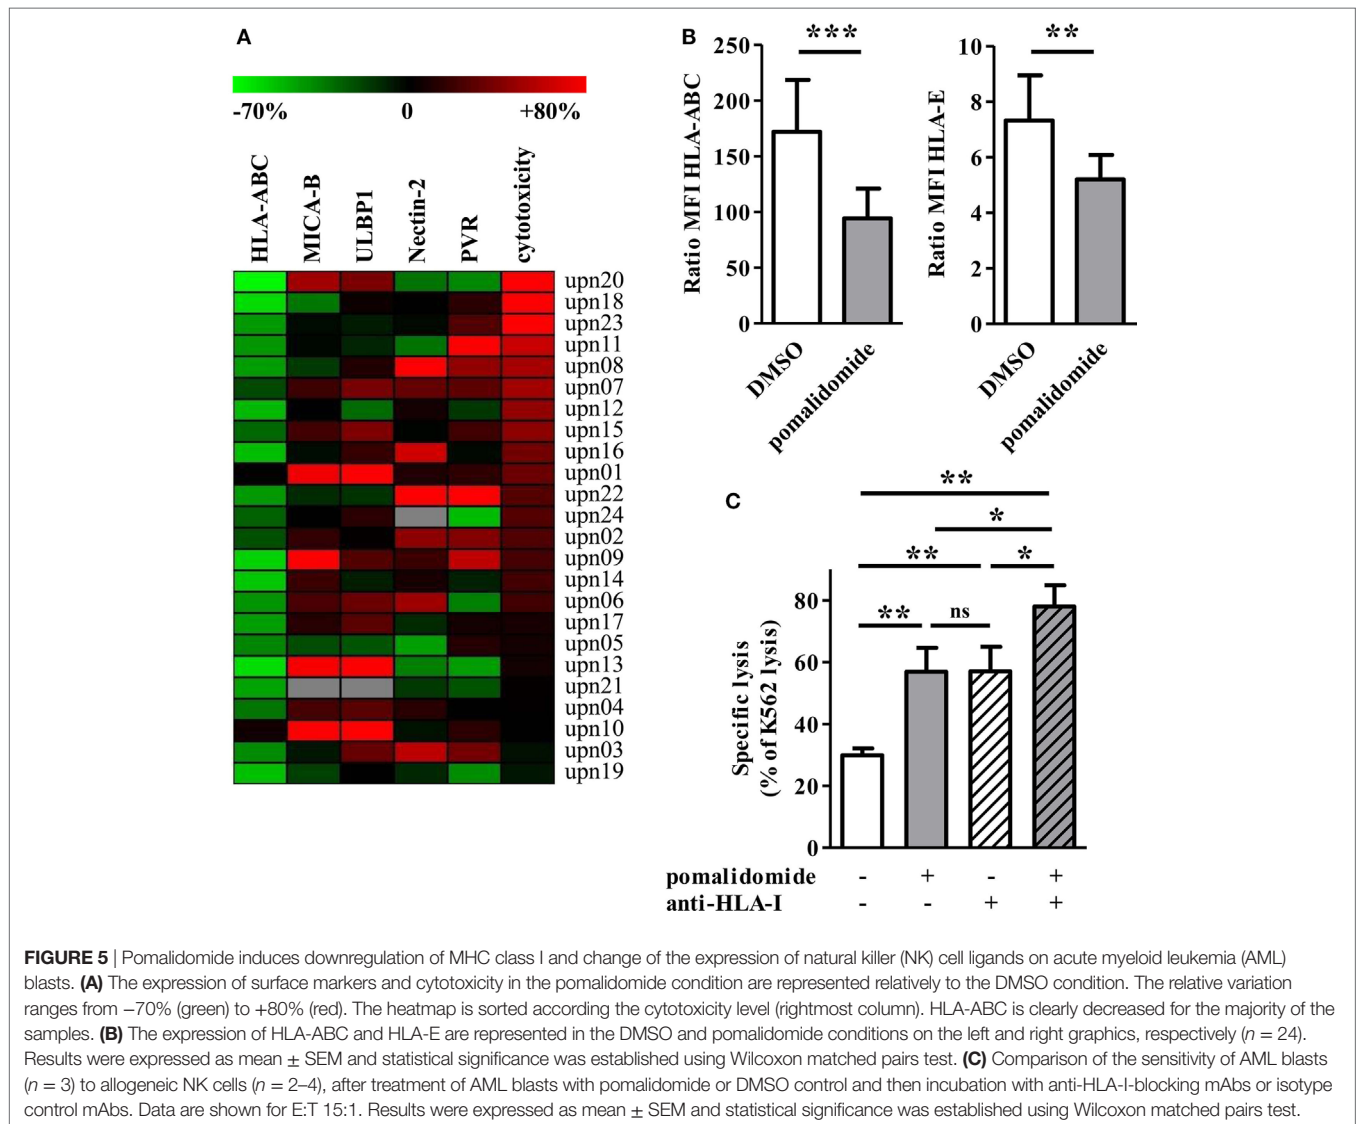 A
-70% 0 +80%
HLA-ABC
MICA-B
ULBP1
Nectin-2
PVR
cytotoxicity
upn20
upn18
upn23
upn11
upn08
upn07
upn12
upn15
upn16
upn01
upn22
upn24
upn02
upn09
upn14
upn06
upn17
upn05
upn13
upn21
upn04
upn10
upn03
upn19
B
Ratio MFI HLA-ABC
250
200
150
100
50
0
***
DMSO
pomalidomide
Ratio MFI HLA-E
10
8
6
4
2
0
**
DMSO
pomalidomide
C
**
*
** *
** ns
Specific lysis
(% of K562 lysis)
80
60
40
20
0
pomalidomide - + - +
anti-HLA-I - - + +
FIGURE 5 | Pomalidomide induces downregulation of MHC class I and change of the expression of natural killer (NK) cell ligands on acute myeloid leukemia (AML)
blasts. (A) The expression of surface markers and cytotoxicity in the pomalidomide condition are represented relatively to the DMSO condition. The relative variation
ranges from −70% (green) to +80% (red). The heatmap is sorted according the cytotoxicity level (rightmost column). HLA-ABC is clearly decreased for the majority of the
samples. (B) The expression of HLA-ABC and HLA-E are represented in the DMSO and pomalidomide conditions on the left and right graphics, respectively (n = 24).
Results were expressed as mean ± SEM and statistical significance was established using Wilcoxon matched pairs test. (C) Comparison of the sensitivity of AML blasts
(n = 3) to allogeneic NK cells (n = 2–4), after treatment of AML blasts with pomalidomide or DMSO control and then incubation with anti-HLA-I-blocking mAbs or isotype
control mAbs. Data are shown for E:T 15:1. Results were expressed as mean ± SEM and statistical significance was established using Wilcoxon matched pairs test.